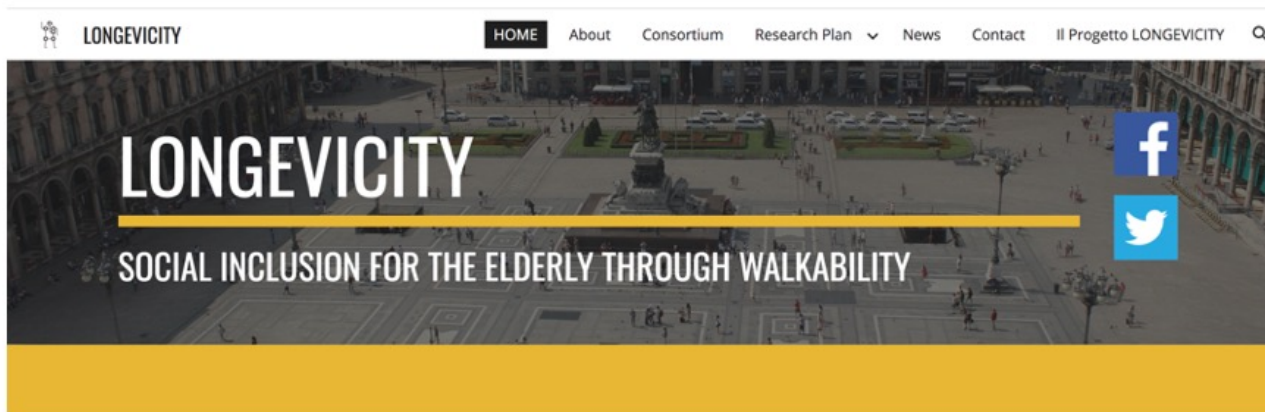 LONGEVICITY HOME About Consortium Research Plan News Contact Il Progetto LONGEVICITY
LONGEVICITY
SOCIAL INCLUSION FOR THE ELDERLY THROUGH WALKABILITY